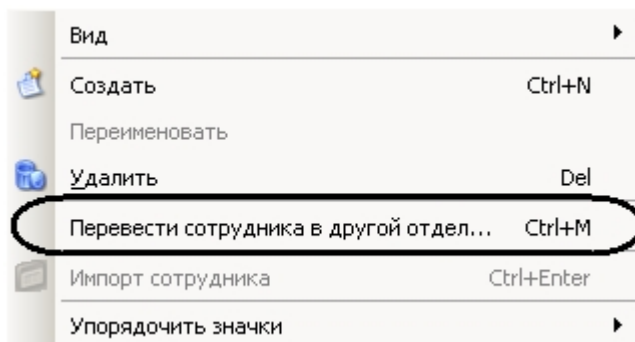 Вид
Создать Ctrl+N
Переименовать
Удалить Del
Перевести сотрудника в другой отдел... Ctrl+M
Импорт сотрудника Ctrl+Enter
Упорядочить значки